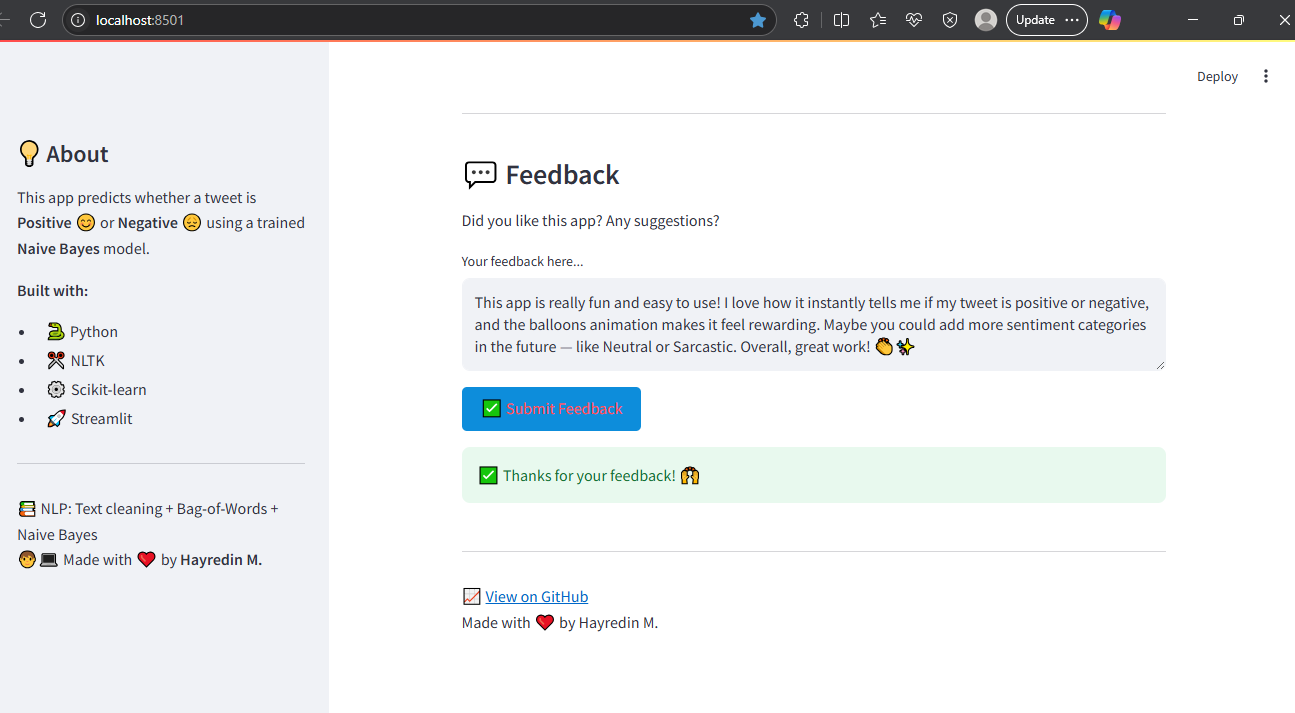 localhost:8501
Update
Deploy
💡 About
This app predicts whether a tweet is
Positive 😊 or Negative 😞 using a trained
Naive Bayes model.
Built with:
• 🐍 Python
• ✂️ NLTK
• ⚙️ Scikit-learn
• 🚀 Streamlit
📚 NLP: Text cleaning + Bag-of-Words +
Naive Bayes
🧑💻 Made with ❤️ by Hayredin M.
💬 Feedback
Did you like this app? Any suggestions?
Your feedback here...
This app is really fun and easy to use! I love how it instantly tells me if my tweet is positive or negative,
and the balloons animation makes it feel rewarding. Maybe you could add more sentiment categories
in the future — like Neutral or Sarcastic. Overall, great work! 👏✨
✅ Submit Feedback
✅ Thanks for your feedback! 🙌
📈 View on GitHub
Made with ❤️ by Hayredin M.